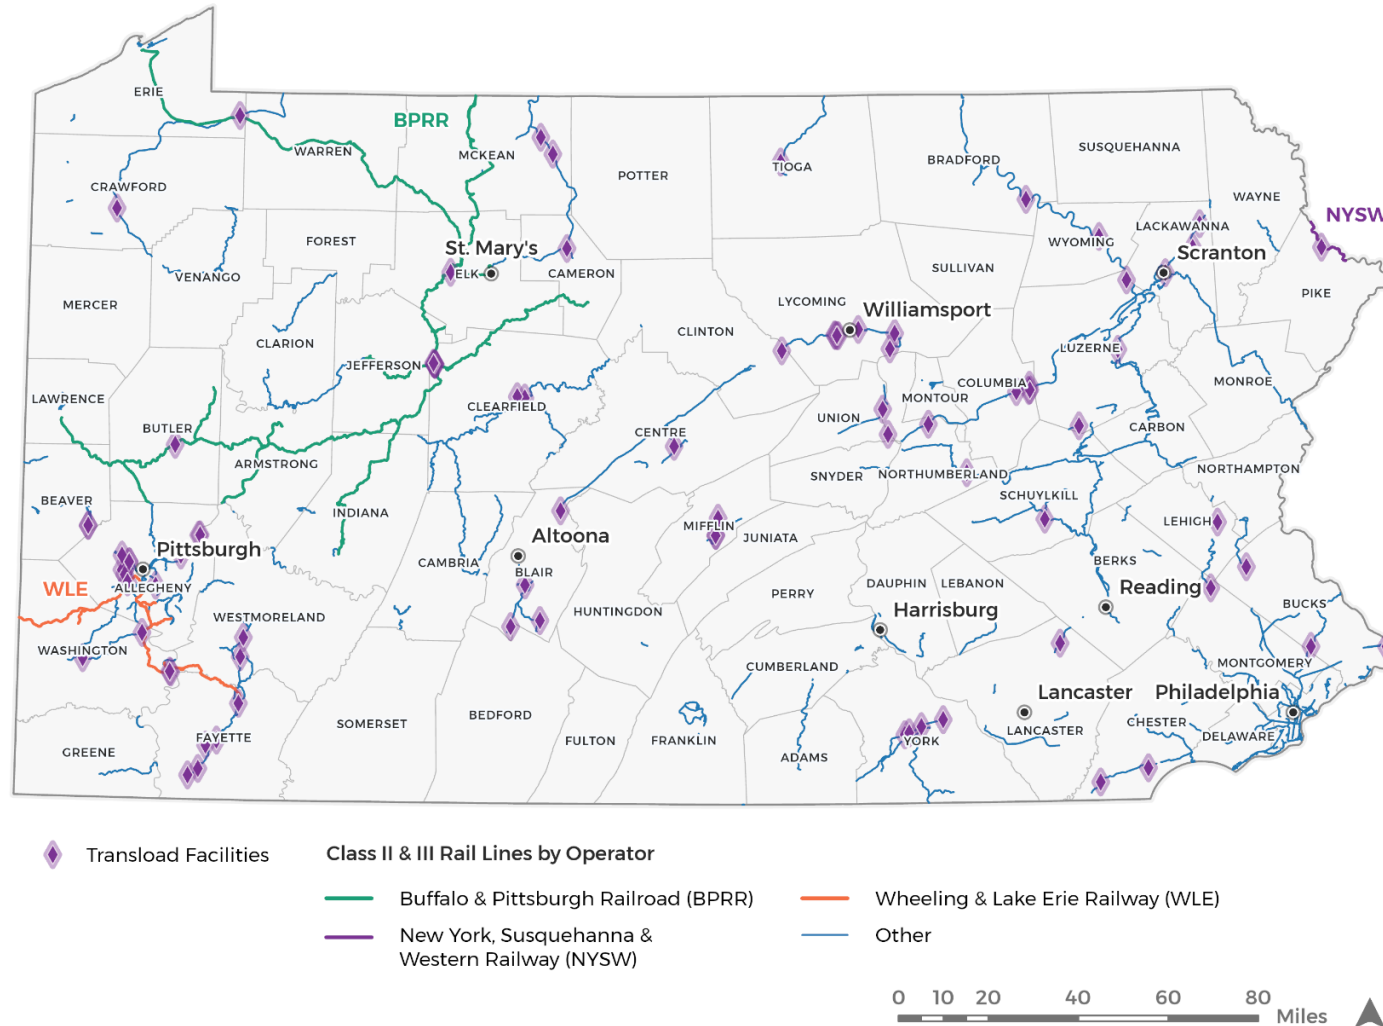 ERIE
BPRR
WARREN
MCKEAN
POTTER
TIOGA
BRADFORD
SUSQUEHANNA
CRAWFORD
WAYNE
NYSW
LACKAWANNA
WYOMING
FOREST
St. Mary's
ELK
CAMERON
SULLIVAN
Scranton
VENANGO
PIKE
MERCER
LYCOMING
Williamsport
CLINTON
CLARION
JEFFERSON
LUZERNE
MONROE
LAWRENCE
CLEARFIELD
COLUMBIA
MONTOUR
BUTLER
CENTRE
UNION
CARBON
ARMSTRONG
SNYDER
NORTHUMBERLAND
NORTHAMPTON
BEAVER
INDIANA
SCHUYLKILL
MIFFLIN
LEHIGH
Pittsburgh
Altoona
JUNIATA
CAMBRIA
BLAIR
BERKS
WLE
ALLEGHENY
DAUPHIN
LEBANON
Reading
PERRY
HUNTINGDON
Harrisburg
BUCKS
WESTMORELAND
WASHINGTON
CUMBERLAND
MONTGOMERY
Lancaster
Philadelphia
SOMERSET
BEDFORD
LANCASTER
CHESTER
FAYETTE
FULTON
FRANKLIN
YORK
DELAWARE
GREENE
ADAMS
Transload Facilities
Class II & III Rail Lines by Operator
Buffalo & Pittsburgh Railroad (BPRR)
Wheeling & Lake Erie Railway (WLE)
New York, Susquehanna &
Western Railway (NYSW)
Other
0 10 20 40 60 80 Miles